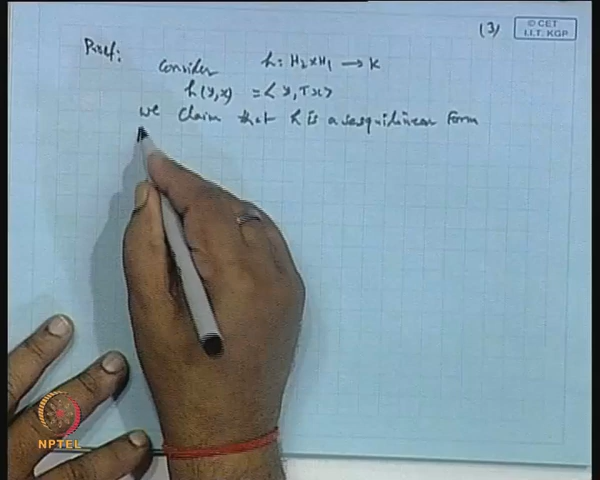 (3)
© CET
I.I.T. KGP
Proof:
Consider h: H₂ × H₁ → K
h(y, x) = < y, Tx >
we claim that h is a sesquilinear form
NPTEL